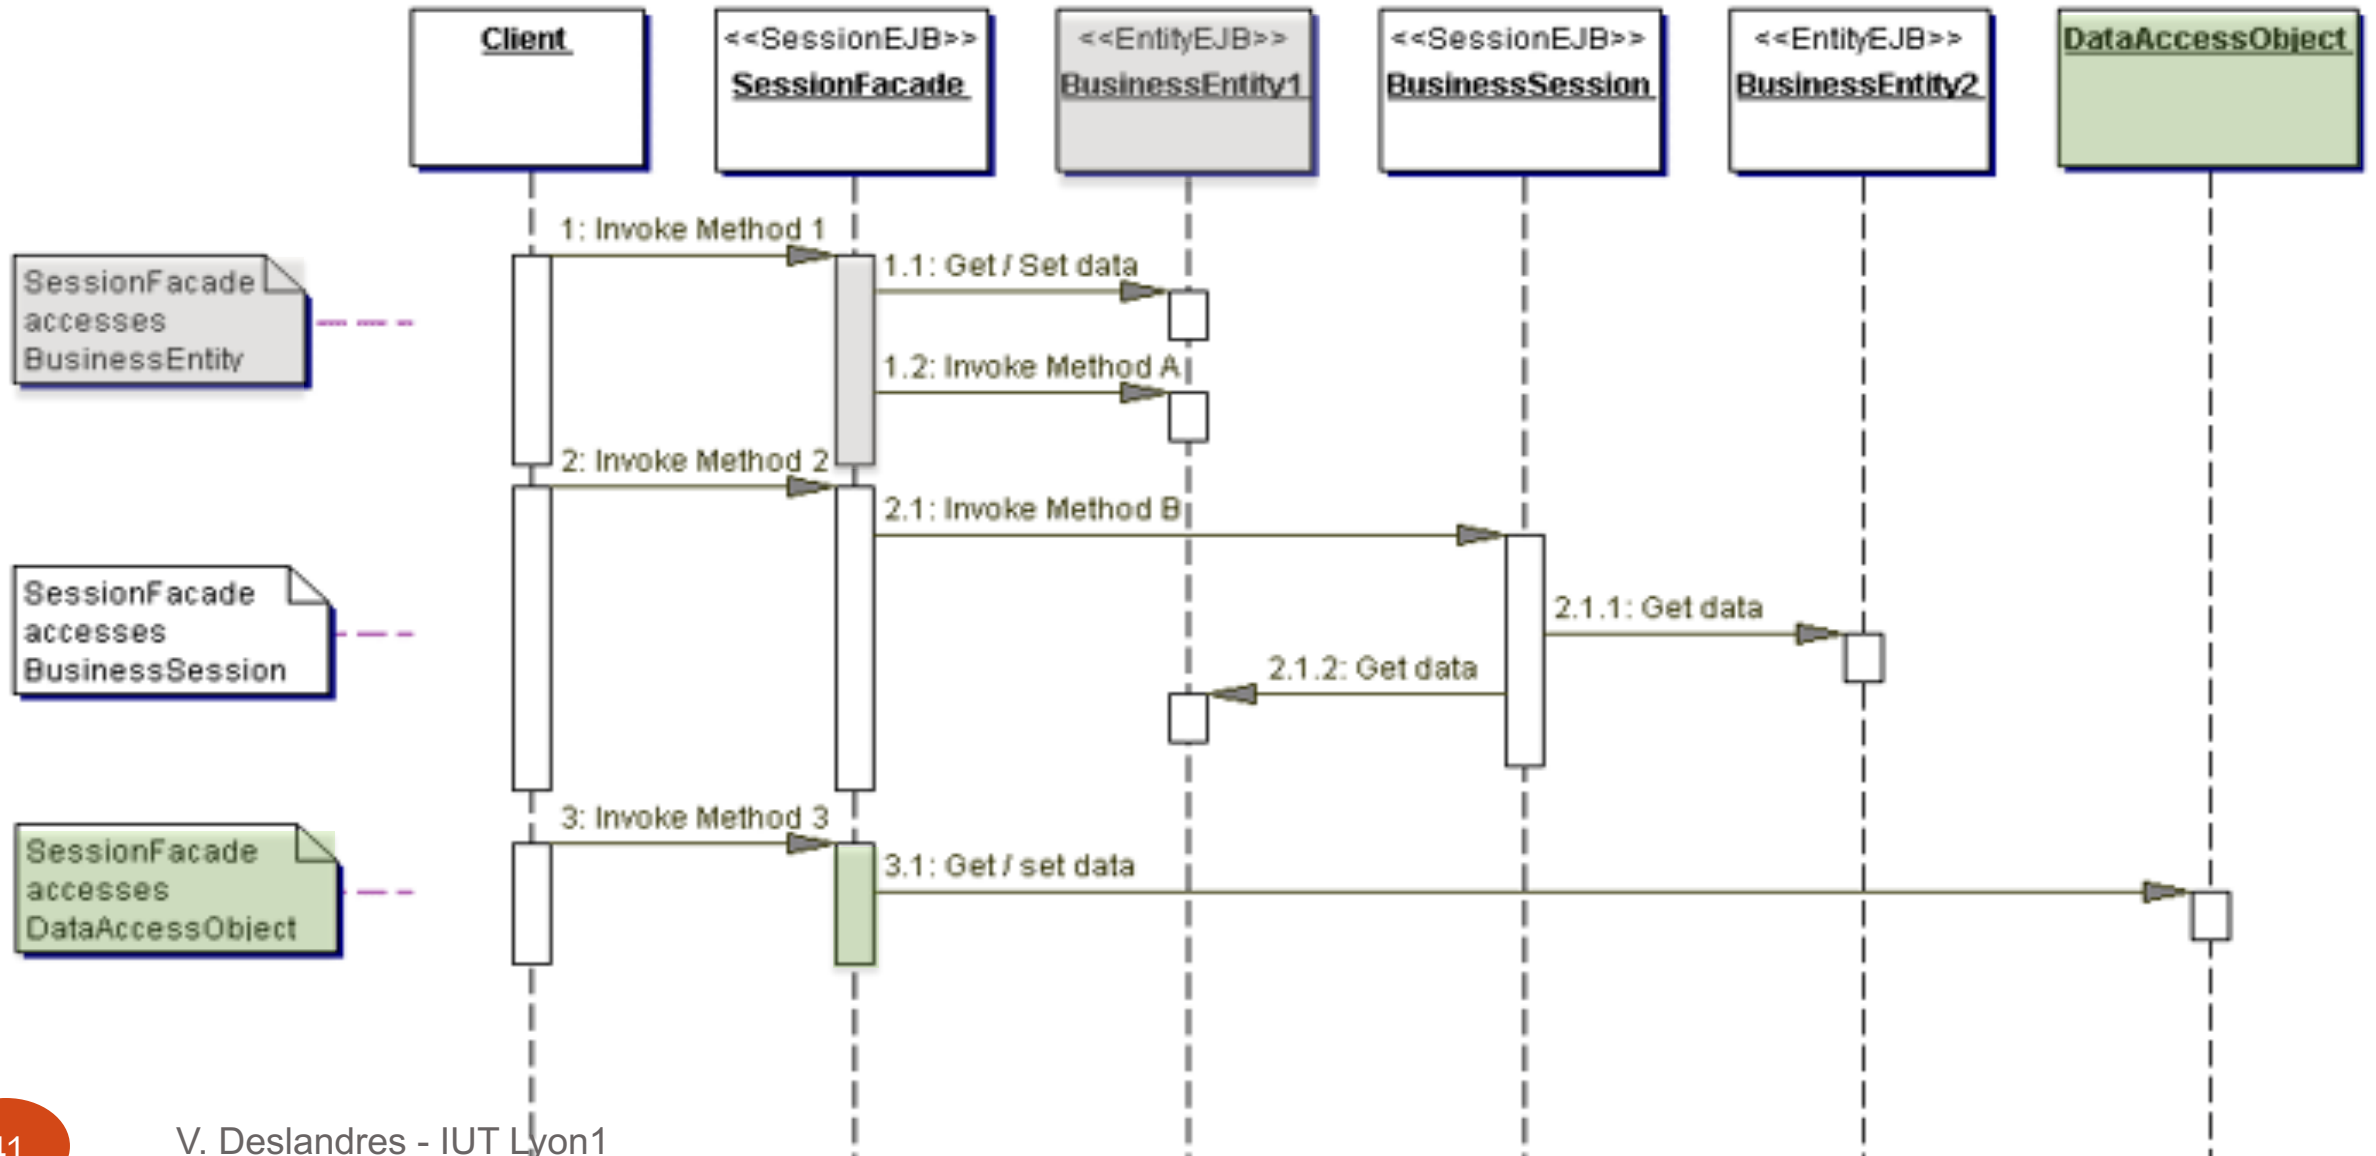 Client
<<SessionEJB>>
SessionFacade
<<EntityEJB>>
BusinessEntity1
<<SessionEJB>>
BusinessSession
<<EntityEJB>>
BusinessEntity2
DataAccessObject
1: Invoke Method 1
SessionFacade
accesses
BusinessEntity
1.1: Get / Set data
1.2: Invoke Method A
2: Invoke Method 2
2.1: Invoke Method B
SessionFacade
accesses
BusinessSession
2.1.1: Get data
2.1.2: Get data
3: Invoke Method 3
SessionFacade
accesses
DataAccessObject
3.1: Get / set data
V. Deslandres - IUT Lyon1